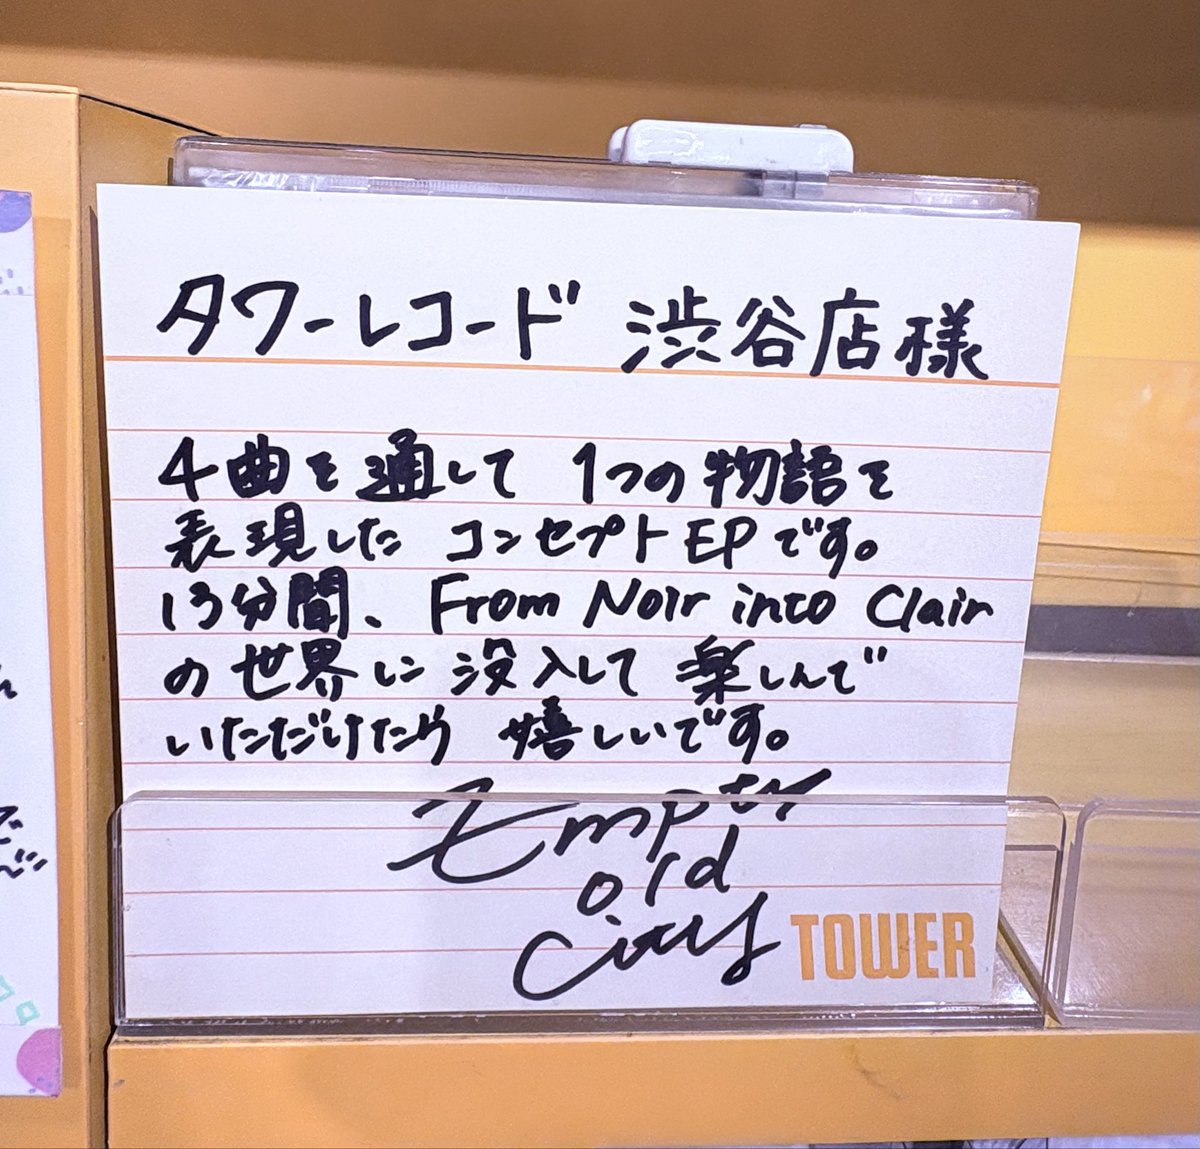 タワーレコード 渋谷店様
4曲を通して 1つの物語を
表現した コンセプトEPです。
13分間、From Noir into Clair
の世界に没入して楽しんで
いただけたら嬉しいです。
Empty
old
City
TOWER